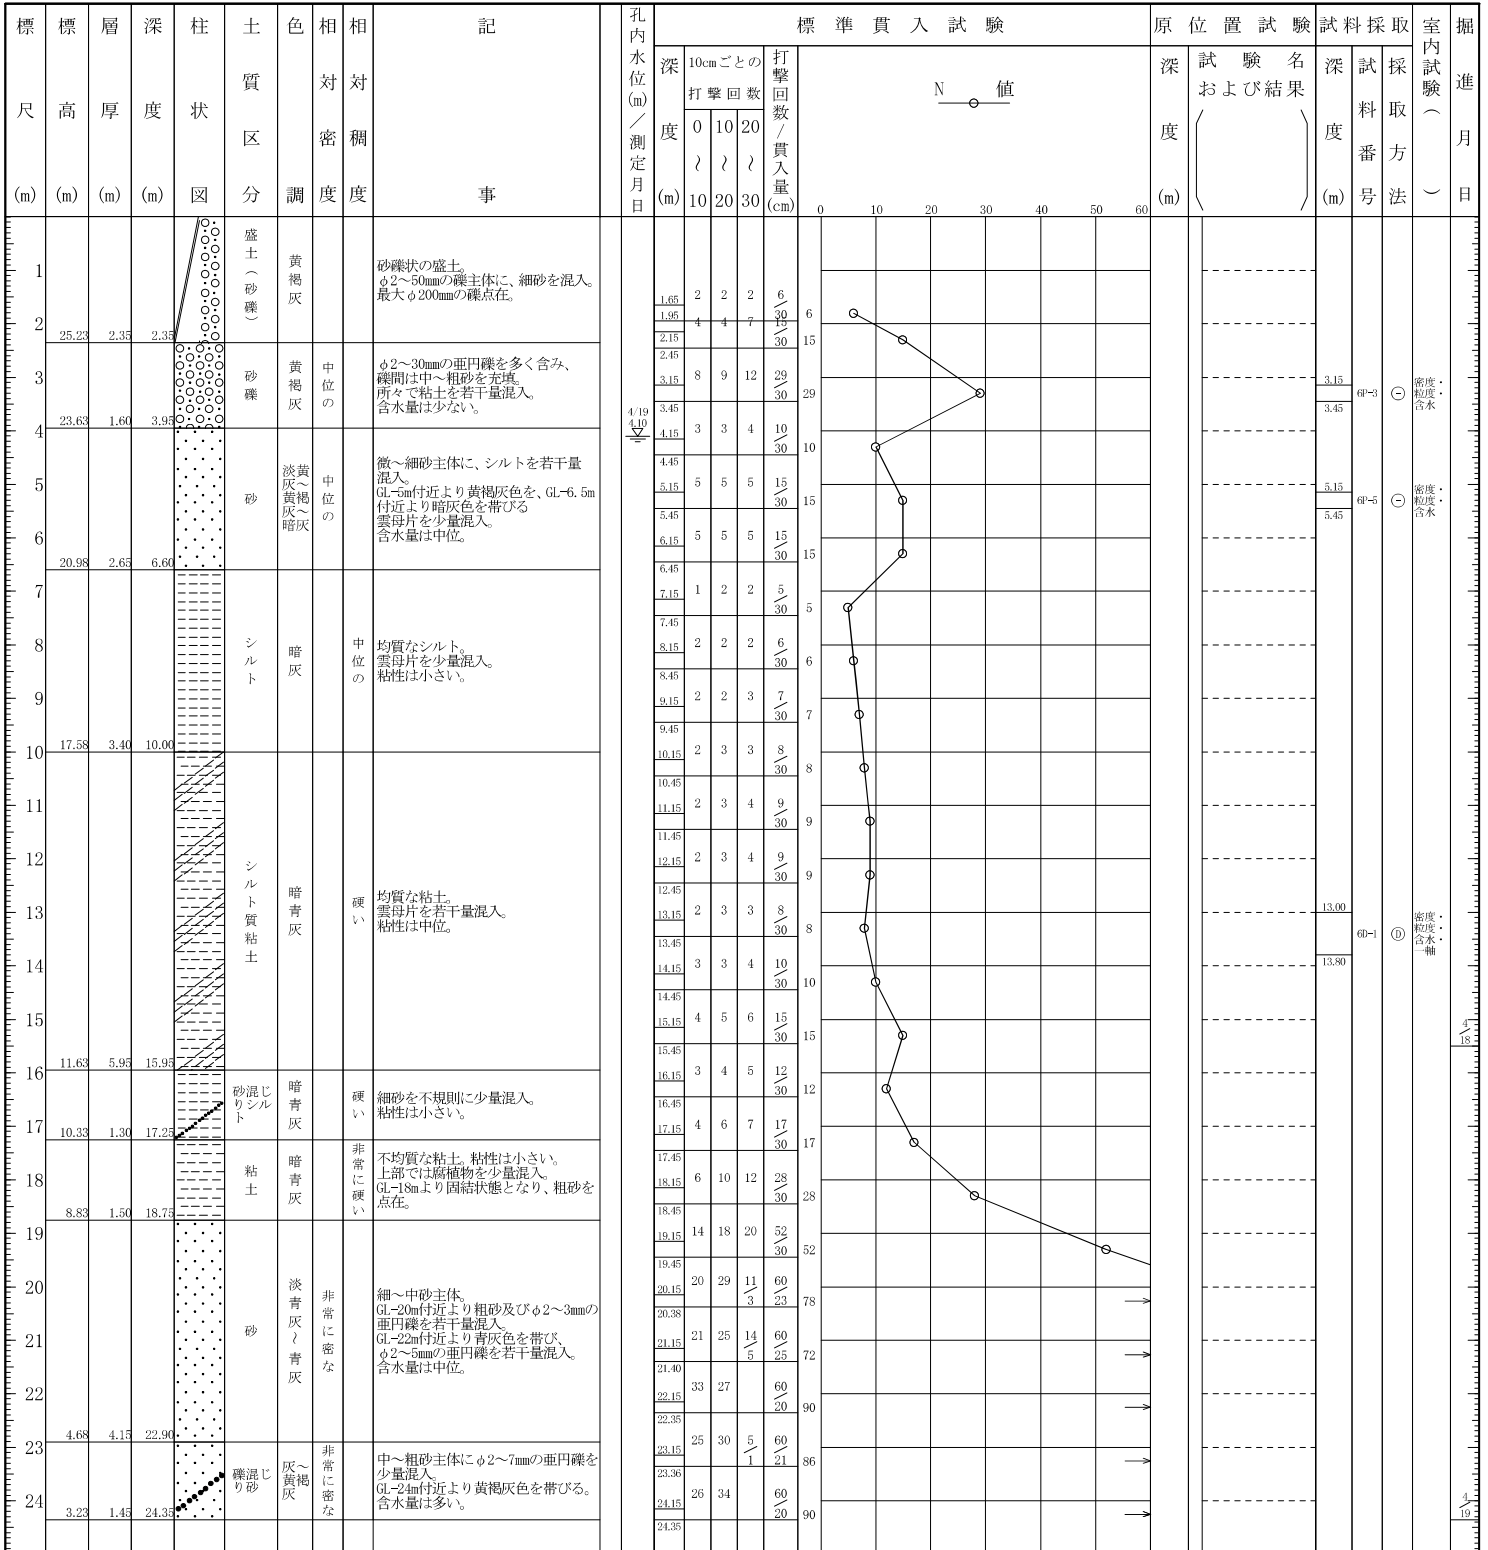 標尺(m)
標高(m)
層厚(m)
深度(m)
柱状図
土質区分
色調
相対密度
相対稠度
記事
孔内水位(m)／測定月日
標準貫入試験
深度(m)
10cmごとの
打撃回数
0 10 20
～ ～ ～
10 20 30
打撃回数／貫入量(cm)
N 値
0 10 20 30 40 50 60
原位置試験
深度(m)
試験名
および結果
試料採取
深度(m)
試料番号
採取方法
室内試験（ ）
掘進月日
1
2
3
4
5
6
7
8
9
10
11
12
13
14
15
16
17
18
19
20
21
22
23
24
25.23 2.35 2.35
盛土（砂礫）
黄褐灰
砂礫状の盛土。
φ2～50mmの礫主体に、細砂を混入。
最大φ200mmの礫点在。
23.63 1.60 3.95
砂礫
黄褐灰
中位の
φ2～30mmの亜円礫を多く含み、
礫間は中～粗砂を充填。
所々で粘土を若干量混入。
含水量は少ない。
20.98 2.65 6.60
砂
淡黄
灰～
黄褐
灰～
暗灰
中位の
微～細砂主体に、シルトを若干量
混入。
GL-5m付近より黄褐灰色を、GL-6.5m
付近より暗灰色を帯びる
雲母片を少量混入。
含水量は中位。
17.58 3.40 10.00
シルト
暗灰
中位の
均質なシルト。
雲母片を少量混入。
粘性は小さい。
11.63 5.95 15.95
シルト質粘土
暗青灰
硬い
均質な粘土。
雲母片を若干量混入。
粘性は中位。
10.33 1.30 17.25
砂混じ
りシル
ト
暗青灰
硬い
細砂を不規則に少量混入。
粘性は小さい。
8.83 1.50 18.75
粘土
暗青灰
非常に硬い
不均質な粘土。粘性は小さい。
上部では腐植物を少量混入。
GL-18mより固結状態となり、粗砂を
点在。
4.68 4.15 22.90
砂
淡青灰～青灰
非常に密な
細～中砂主体。
GL-20m付近より粗砂及びφ2～3mmの
亜円礫を若干量混入。
GL-22m付近より青灰色を帯び、
φ2～5mmの亜円礫を若干量混入。
含水量は中位。
3.23 1.45 24.35
礫混じ
り砂
灰～
黄褐
灰
非常に密な
中～粗砂主体にφ2～7mmの亜円礫を
少量混入。
GL-24m付近より黄褐灰色を帯びる。
含水量は多い。
4/19
4.10
1.65 2 2 2 6/30 6
1.95
2.15 4 4 7 15/30 15
2.45
3.15 8 9 12 29/30 29
3.45
4.15 3 3 4 10/30 10
4.45
5.15 5 5 5 15/30 15
5.45
6.15 5 5 5 15/30 15
6.45
7.15 1 2 2 5/30 5
7.45
8.15 2 2 2 6/30 6
8.45
9.15 2 2 3 7/30 7
9.45
10.15 2 3 3 8/30 8
10.45
11.15 2 3 4 9/30 9
11.45
12.15 2 3 4 9/30 9
12.45
13.15 2 3 3 8/30 8
13.45
14.15 3 3 4 10/30 10
14.45
15.15 4 5 6 15/30 15
15.45
16.15 3 4 5 12/30 12
16.45
17.15 4 6 7 17/30 17
17.45
18.15 6 10 12 28/30 28
18.45
19.15 14 18 20 52/30 52
19.45
20.15 20 29 11/3 60/23 78
20.38
21.15 21 25 14/5 60/25 72
21.40
22.15 33 27 60/20 90
22.35
23.15 25 30 5/1 60/21 86
23.36
24.15 26 34 60/20 90
24.35
3.15
3.45
6P-3
密度・
粒度・
含水
5.15
5.45
6P-5
密度・
粒度・
含水
13.00
13.80
6D-1
D
密度・
粒度・
含水・
一軸
4/18
4/19